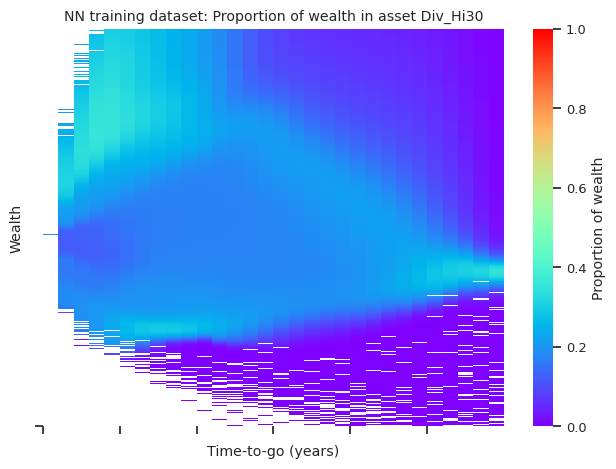 NN training dataset: Proportion of wealth in asset Div_Hi30
Wealth
Time-to-go (years)
1.0
0.8
0.6
0.4
0.2
0.0
Proportion of wealth